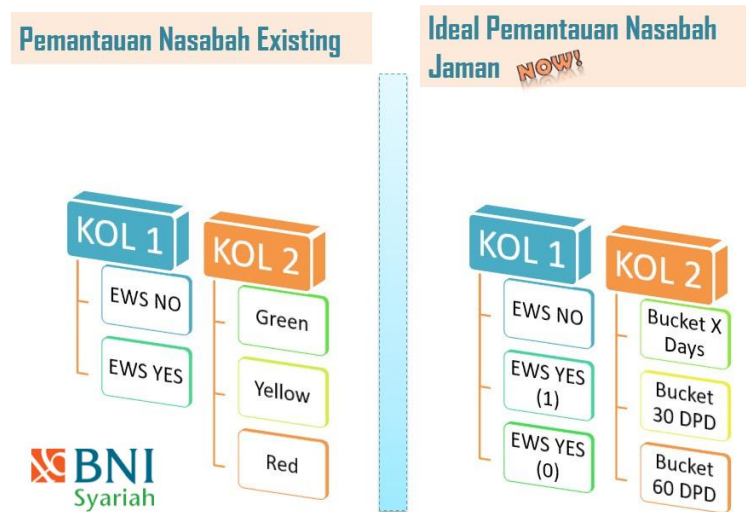 Pemantauan Nasabah Existing
KOL 1
EWS NO
EWS YES
KOL 2
Green
Yellow
Red
BNI
Syariah
Ideal Pemantauan Nasabah
Jaman NOW!
KOL 1
EWS NO
EWS YES
(1)
EWS YES
(0)
KOL 2
Bucket X
Days
Bucket
30 DPD
Bucket
60 DPD